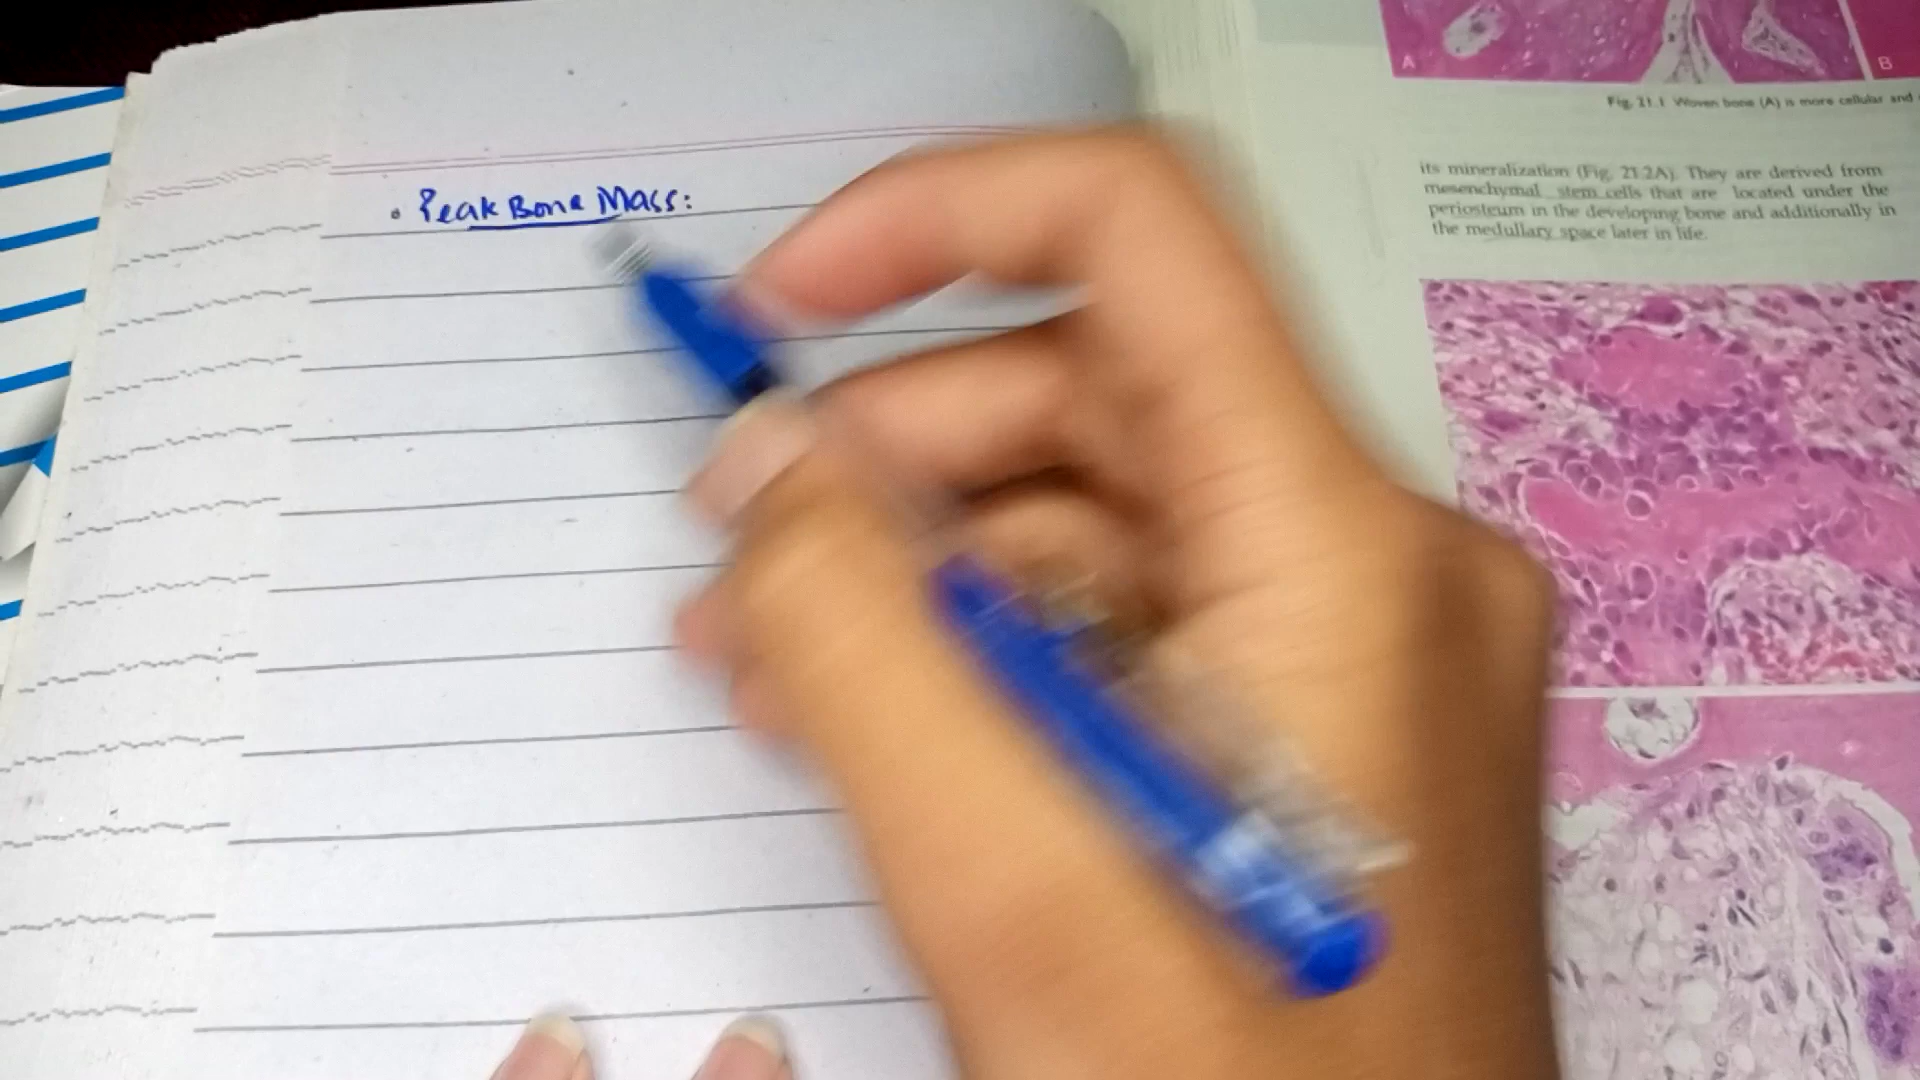 • Peak Bone Mass:
A
B
Fig. 21.1 Woven bone (A) is more cellular and
its mineralization (Fig. 21.2A). They are derived from
mesenchymal stem cells that are located under the
periosteum in the developing bone and additionally in
the medullary space later in life.